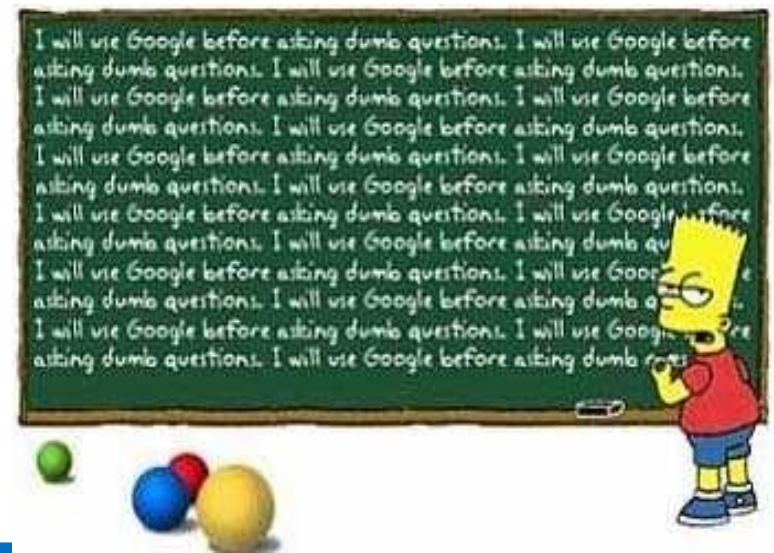 I will use Google before asking dumb questions. I will use Google before
asking dumb questions. I will use Google before asking dumb questions.
I will use Google before asking dumb questions. I will use Google before
asking dumb questions. I will use Google before asking dumb questions.
I will use Google before asking dumb questions. I will use Google before
asking dumb questions. I will use Google before asking dumb questions.
I will use Google before asking dumb questions. I will use Google before
asking dumb questions. I will use Google before asking dumb
I will use Google before asking dumb questions. I will use
asking dumb questions. I will use Google before asking dumb
I will use Google before asking dumb questions. I will use
asking dumb questions. I will use Google before asking dumb